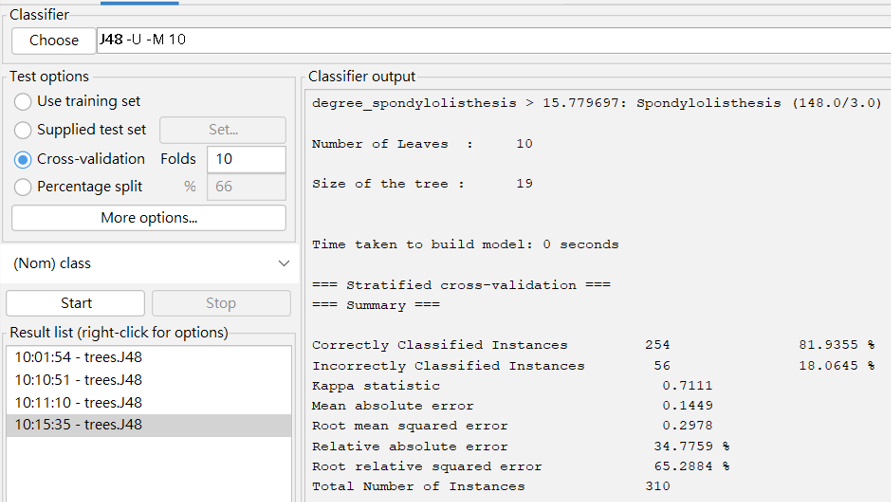 Classifier
Choose J48 -U -M 10
Test options
Use training set
Supplied test set Set...
Cross-validation Folds 10
Percentage split % 66
More options...
(Nom) class
Start Stop
Result list (right-click for options)
10:01:54 - trees.J48
10:10:51 - trees.J48
10:11:10 - trees.J48
10:15:35 - trees.J48
Classifier output
degree_spondylolisthesis > 15.779697: Spondylolisthesis (148.0/3.0)
Number of Leaves : 10
Size of the tree : 19
Time taken to build model: 0 seconds
=== Stratified cross-validation ===
=== Summary ===
Correctly Classified Instances 254 81.9355 %
Incorrectly Classified Instances 56 18.0645 %
Kappa statistic 0.7111
Mean absolute error 0.1449
Root mean squared error 0.2978
Relative absolute error 34.7759 %
Root relative squared error 65.2884 %
Total Number of Instances 310